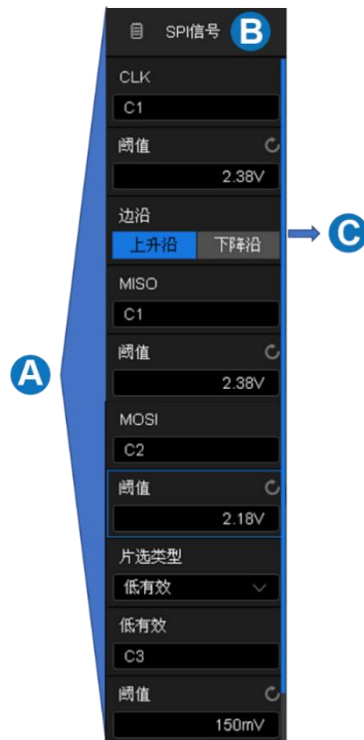 SPI信号 B
CLK
C1
阈值
2.38V
边沿
上升沿 下降沿
C
MISO
C1
阈值
2.38V
A
MOSI
C2
阈值
2.18V
片选类型
低有效
低有效
C3
阈值
150mV